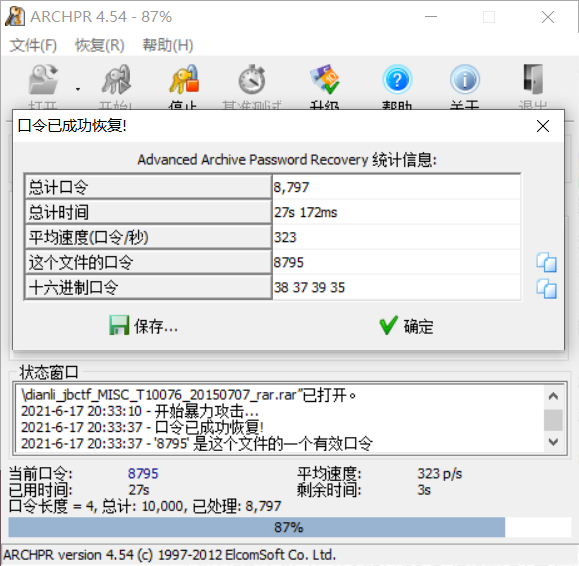 ARCHPR 4.54 - 87%
文件(F) 恢复(R) 帮助(H)
打开 开始! 停止 基准测试 升级 帮助 关于 退出
口令已成功恢复!
Advanced Archive Password Recovery 统计信息:
总计口令 8,797
总计时间 27s 172ms
平均速度(口令/秒) 323
这个文件的口令 8795
十六进制口令 38 37 39 35
保存... 确定
状态窗口
\dianli_jbctf_MISC_T10076_20150707_rar.rar"已打开。
2021-6-17 20:33:10 - 开始暴力攻击...
2021-6-17 20:33:37 - 口令已成功恢复!
2021-6-17 20:33:37 - '8795' 是这个文件的一个有效口令
当前口令: 8795 平均速度: 323 p/s
已用时间: 27s 剩余时间: 3s
口令长度 = 4, 总计: 10,000, 已处理: 8,797
87%
ARCHPR version 4.54 (c) 1997-2012 ElcomSoft Co. Ltd.